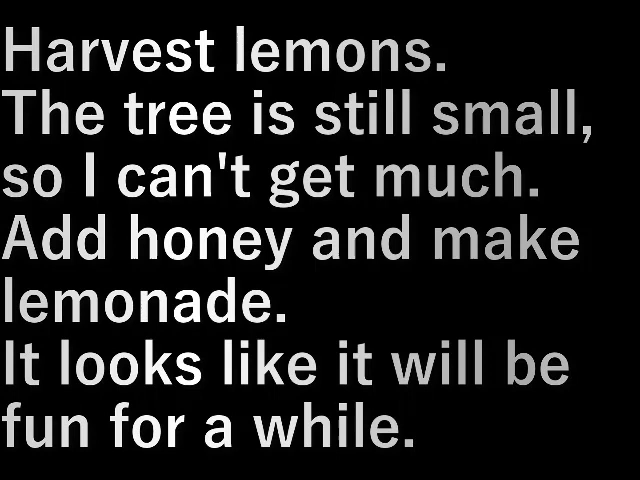 Harvest lemons.
The tree is still small,
so I can't get much.
Add honey and make
lemonade.
It looks like it will be
fun for a while.